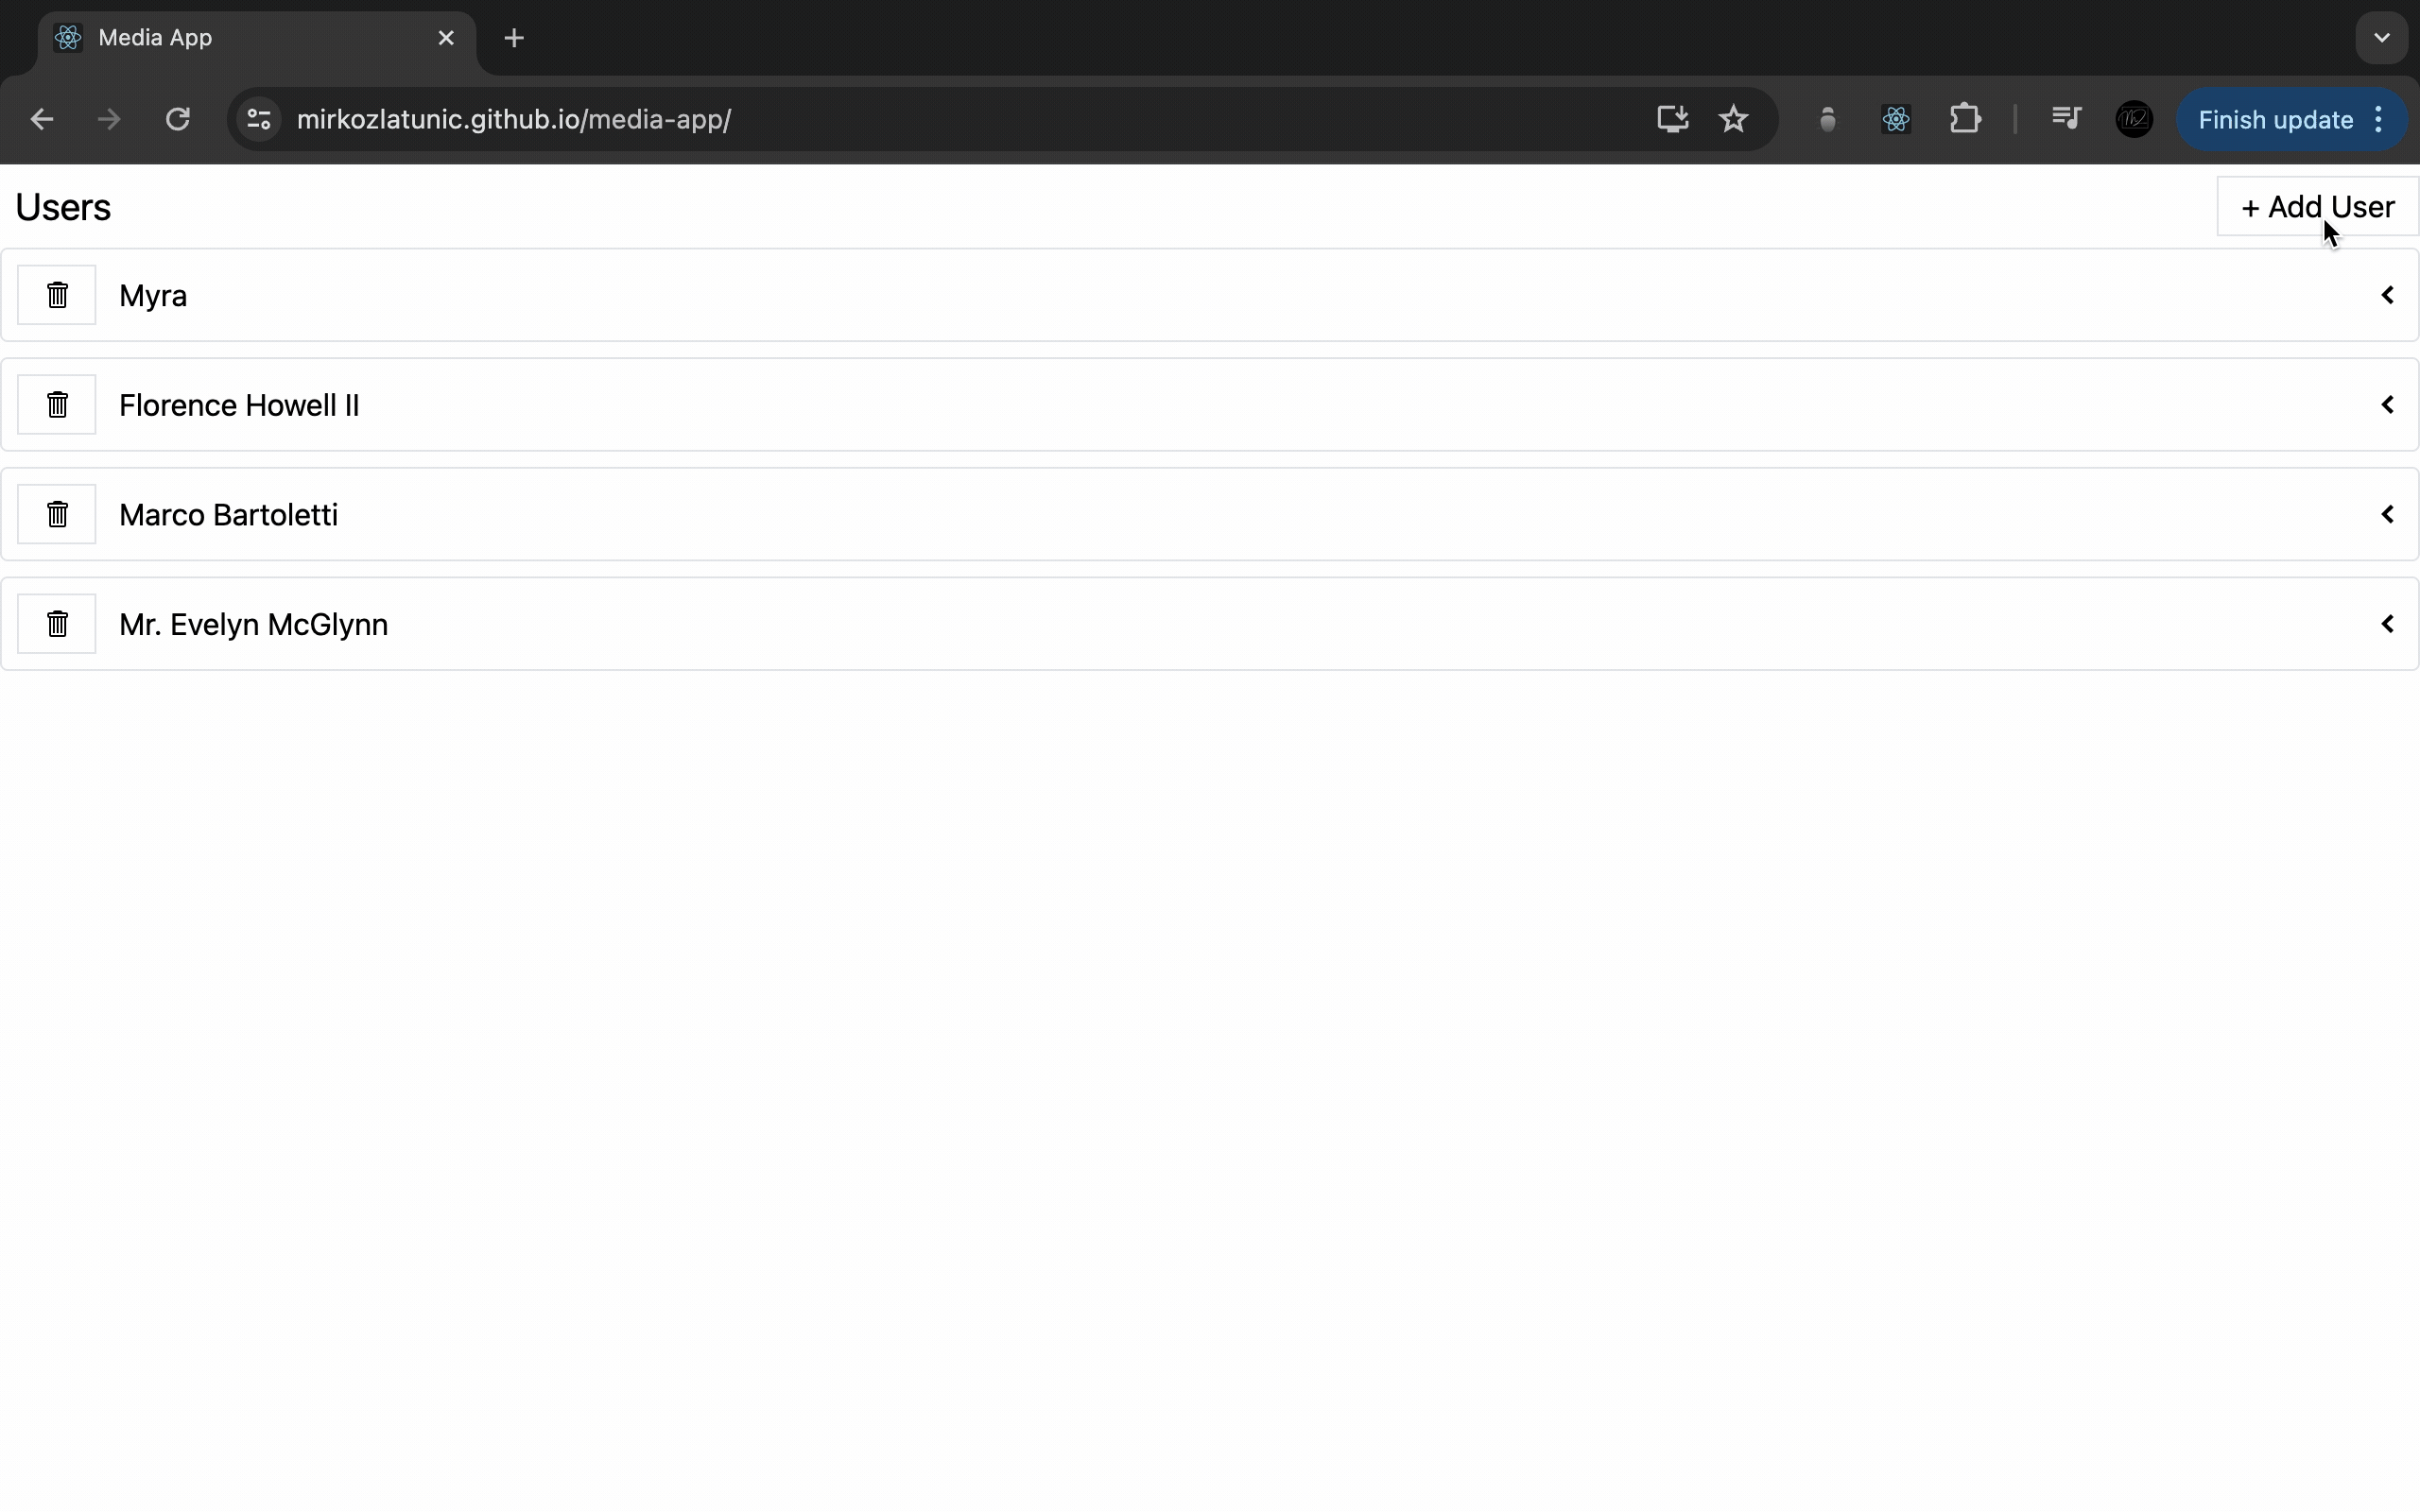 Media App
mirkozlatunic.github.io/media-app/
Finish update
Users
+ Add User
Myra
Florence Howell II
Marco Bartoletti
Mr. Evelyn McGlynn